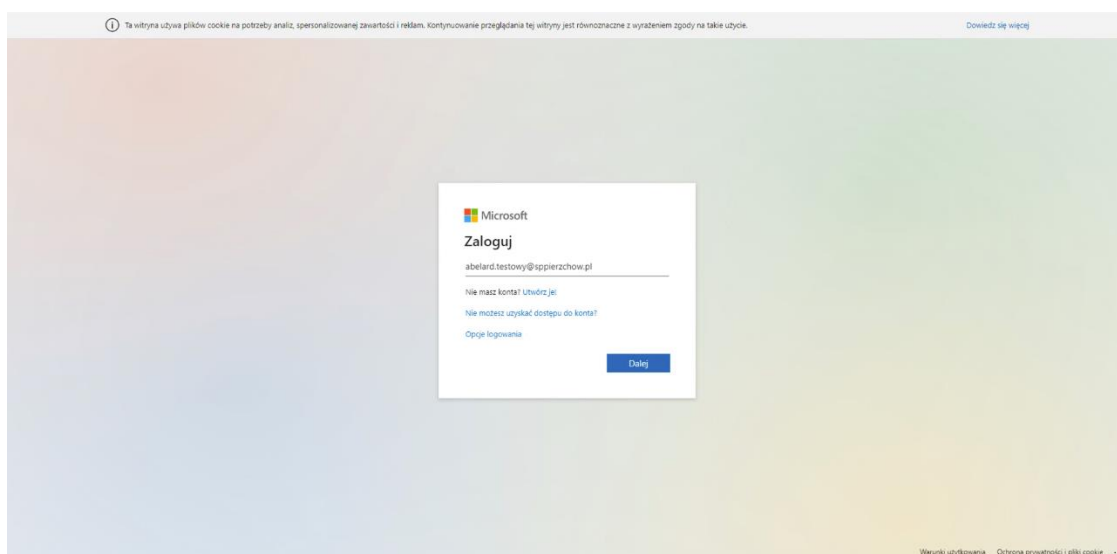 Ta witryna używa plików cookie na potrzeby analiz, spersonalizowanej zawartości i reklam. Kontynuowanie przeglądania tej witryny jest równoznaczne z wyrażeniem zgody na takie użycie.
Dowiedz się więcej
Microsoft
Zaloguj
abelard.testowy@sppierzchow.pl
Nie masz konta? Utwórz je!
Nie możesz uzyskać dostępu do konta?
Opcje logowania
Dalej
Warunki użytkowania Ochrona prywatności i pliki cookie